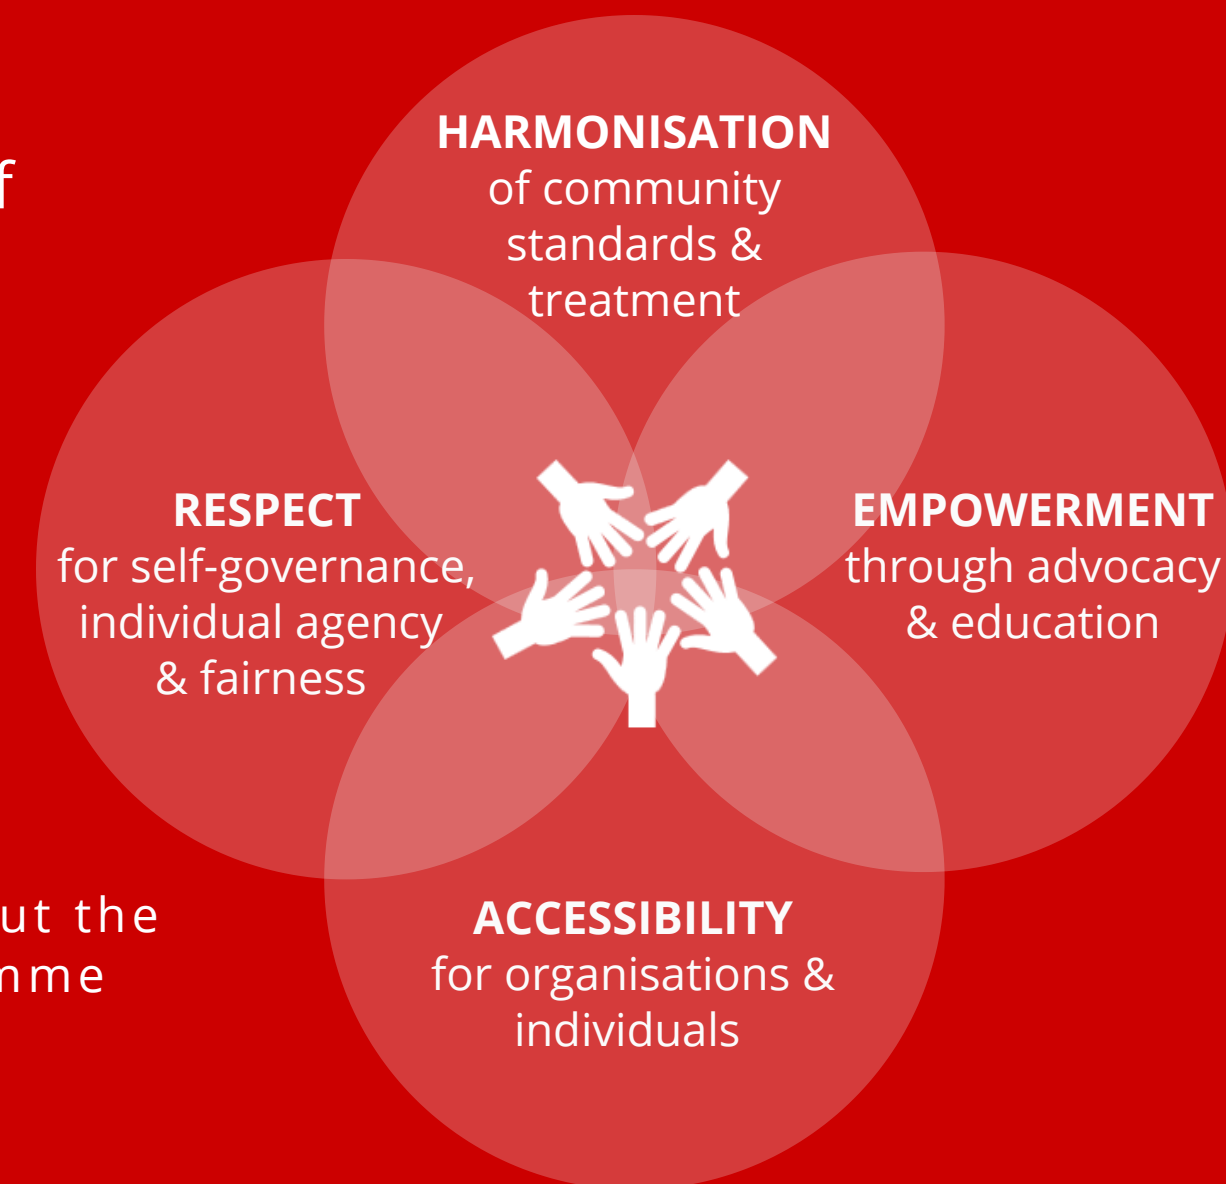 HARMONISATION
of community
standards &
treatment
RESPECT
for self-governance,
individual agency
& fairness
EMPOWERMENT
through advocacy
& education
ACCESSIBILITY
for organisations &
individuals
the